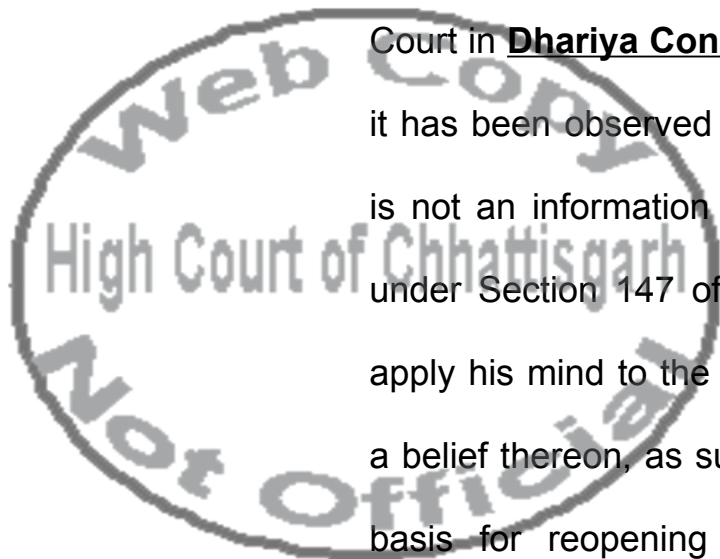 Court in Dhariya Con
it has been observed
is not an information
under Section 147 of
apply his mind to the
a belief thereon, as su
basis for reopening
Web Copy
High Court of Chhattisgarh
Not Official